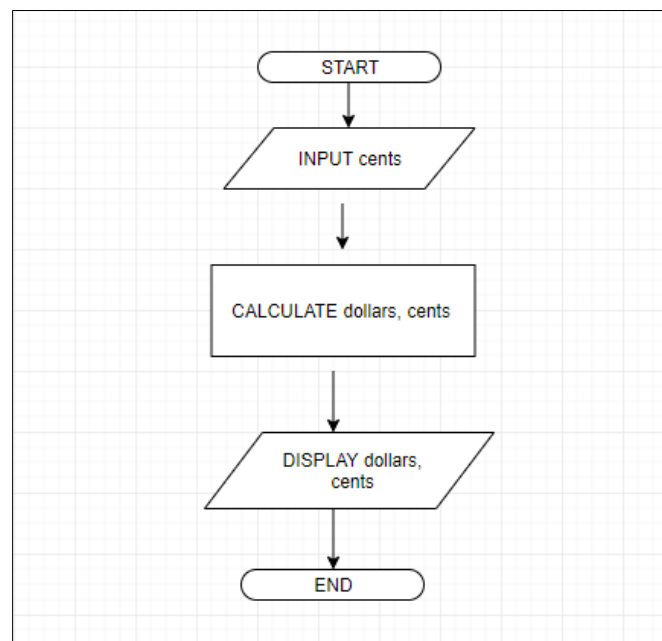 START
INPUT cents
CALCULATE dollars, cents
DISPLAY dollars,
cents
END